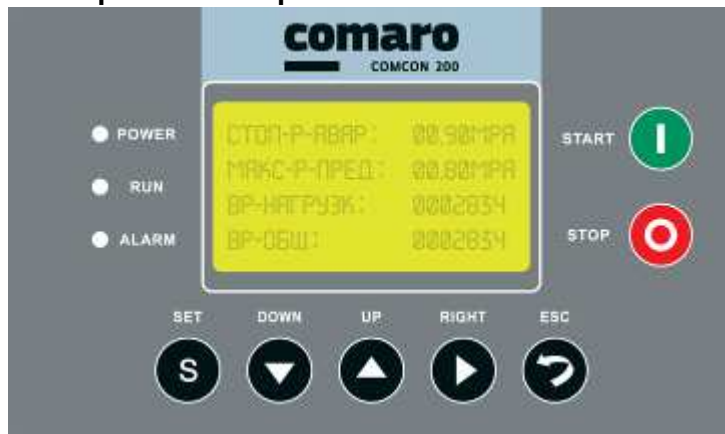 comaro
COMCON 200
POWER
RUN
ALARM
СТОП-Р-АВАР: 00.90MPA
МАКС-Р-ПРЕД: 00.80MPA
ВР-НАГРУЗК: 0002834
ВР-ОБЩ: 0002834
START
STOP
SET DOWN UP RIGHT ESC
S